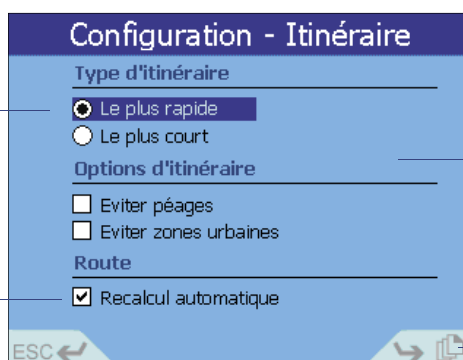 Configuration - Itinéraire
Type d'itinéraire
Le plus rapide
Le plus court
Options d'itinéraire
Eviter péages
Eviter zones urbaines
Route
Recalcul automatique
ESC